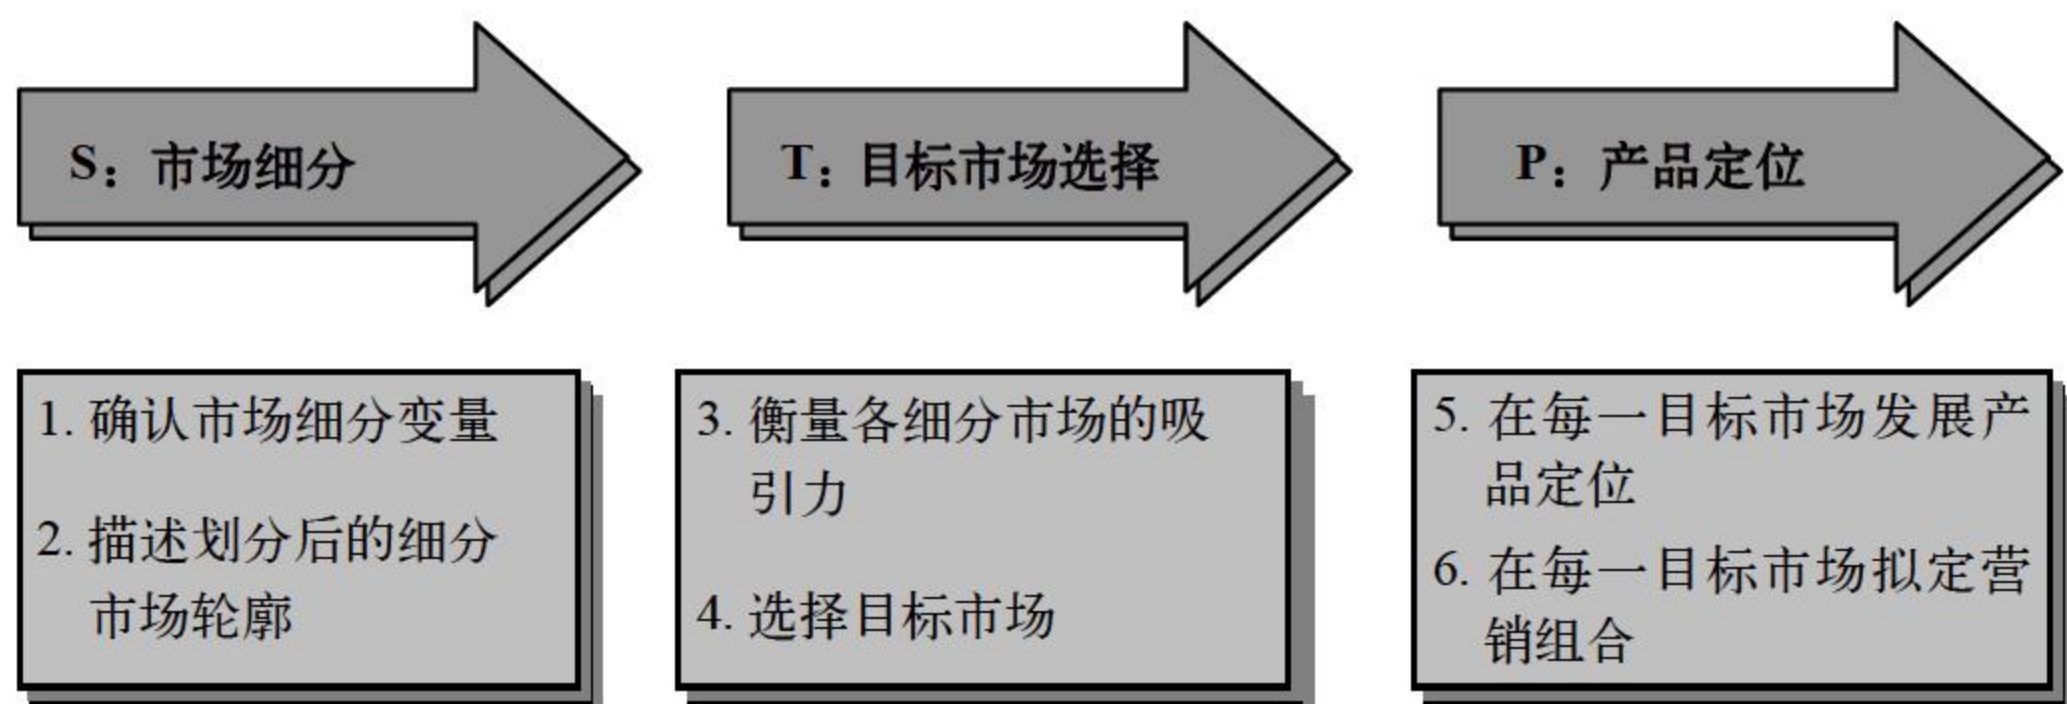 S：市场细分
T：目标市场选择
P：产品定位
1. 确认市场细分变量
2. 描述划分后的细分
市场轮廓
3. 衡量各细分市场的吸
引力
4. 选择目标市场
5. 在每一目标市场发展产
品定位
6. 在每一目标市场拟定营
销组合